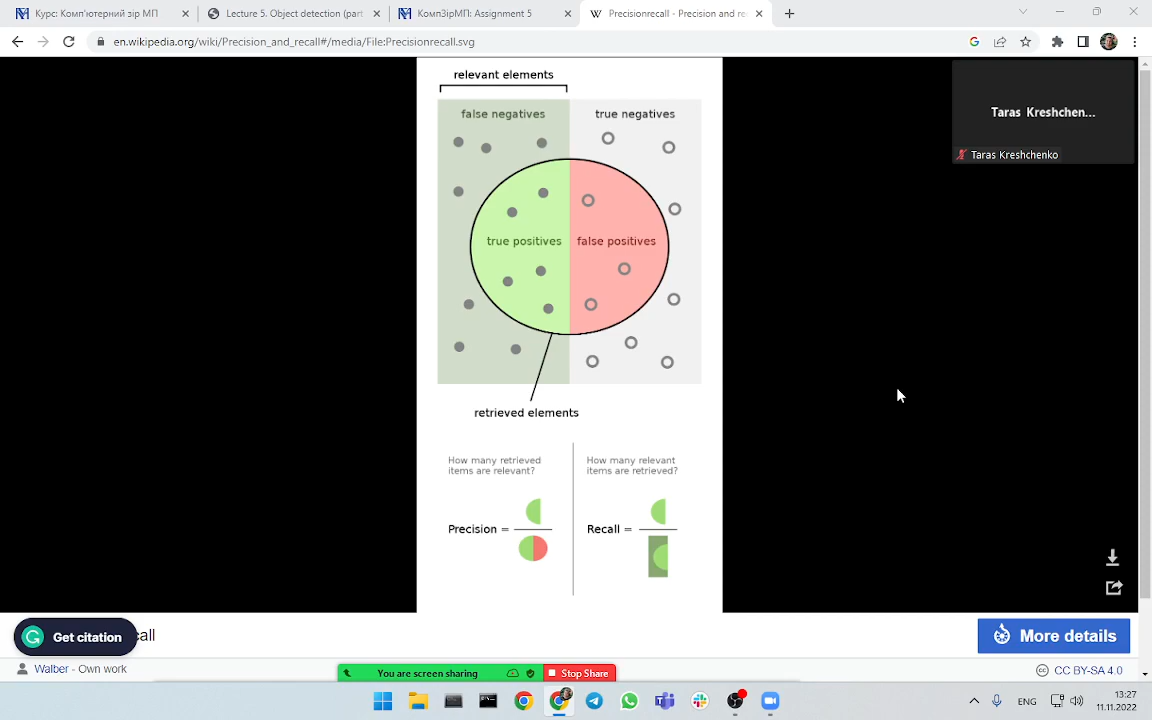 Курс: Комп'ютерний зір МП
Lecture 5. Object detection (part
КомпЗірМП: Assignment 5
Precisionrecall - Precision and re
en.wikipedia.org/wiki/Precision_and_recall#/media/File:Precisionrecall.svg
relevant elements
false negatives
true negatives
true positives
false positives
retrieved elements
How many retrieved
items are relevant?
How many relevant
items are retrieved?
Precision =
Recall =
Taras Kreshchen...
Taras Kreshchenko
Get citation
call
More details
Walber - Own work
CC BY-SA 4.0
You are screen sharing
Stop Share
ENG
13:27
11.11.2022